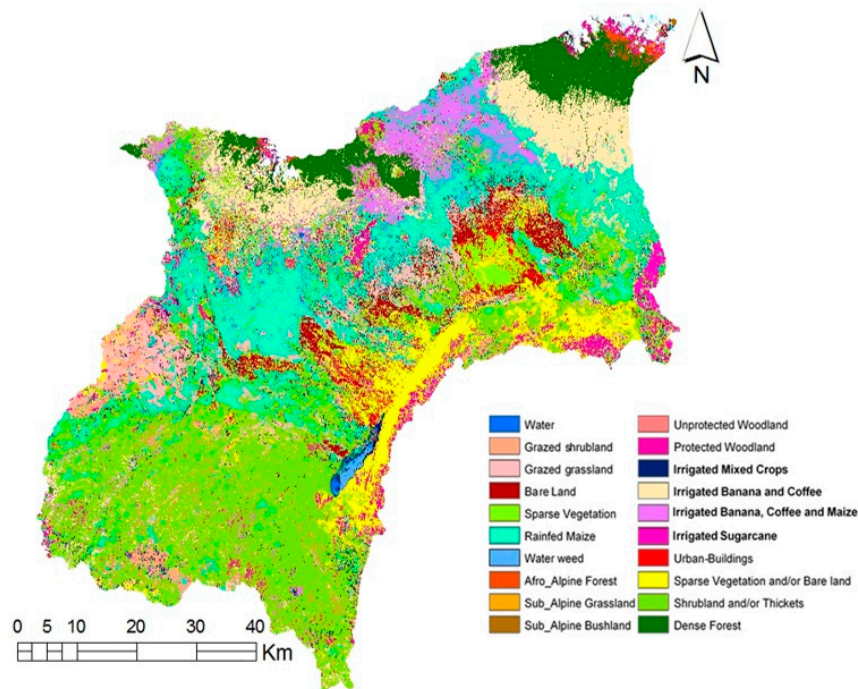 N
Water
Grazed shrubland
Grazed grassland
Bare Land
Sparse Vegetation
Rainfed Maize
Water weed
Afro_Alpine Forest
Sub_Alpine Grassland
Sub_Alpine Bushland
Unprotected Woodland
Protected Woodland
Irrigated Mixed Crops
Irrigated Banana and Coffee
Irrigated Banana, Coffee and Maize
Irrigated Sugarcane
Urban-Buildings
Sparse Vegetation and/or Bare land
Shrubland and/or Thickets
Dense Forest
0 5 10 20 30 40
Km